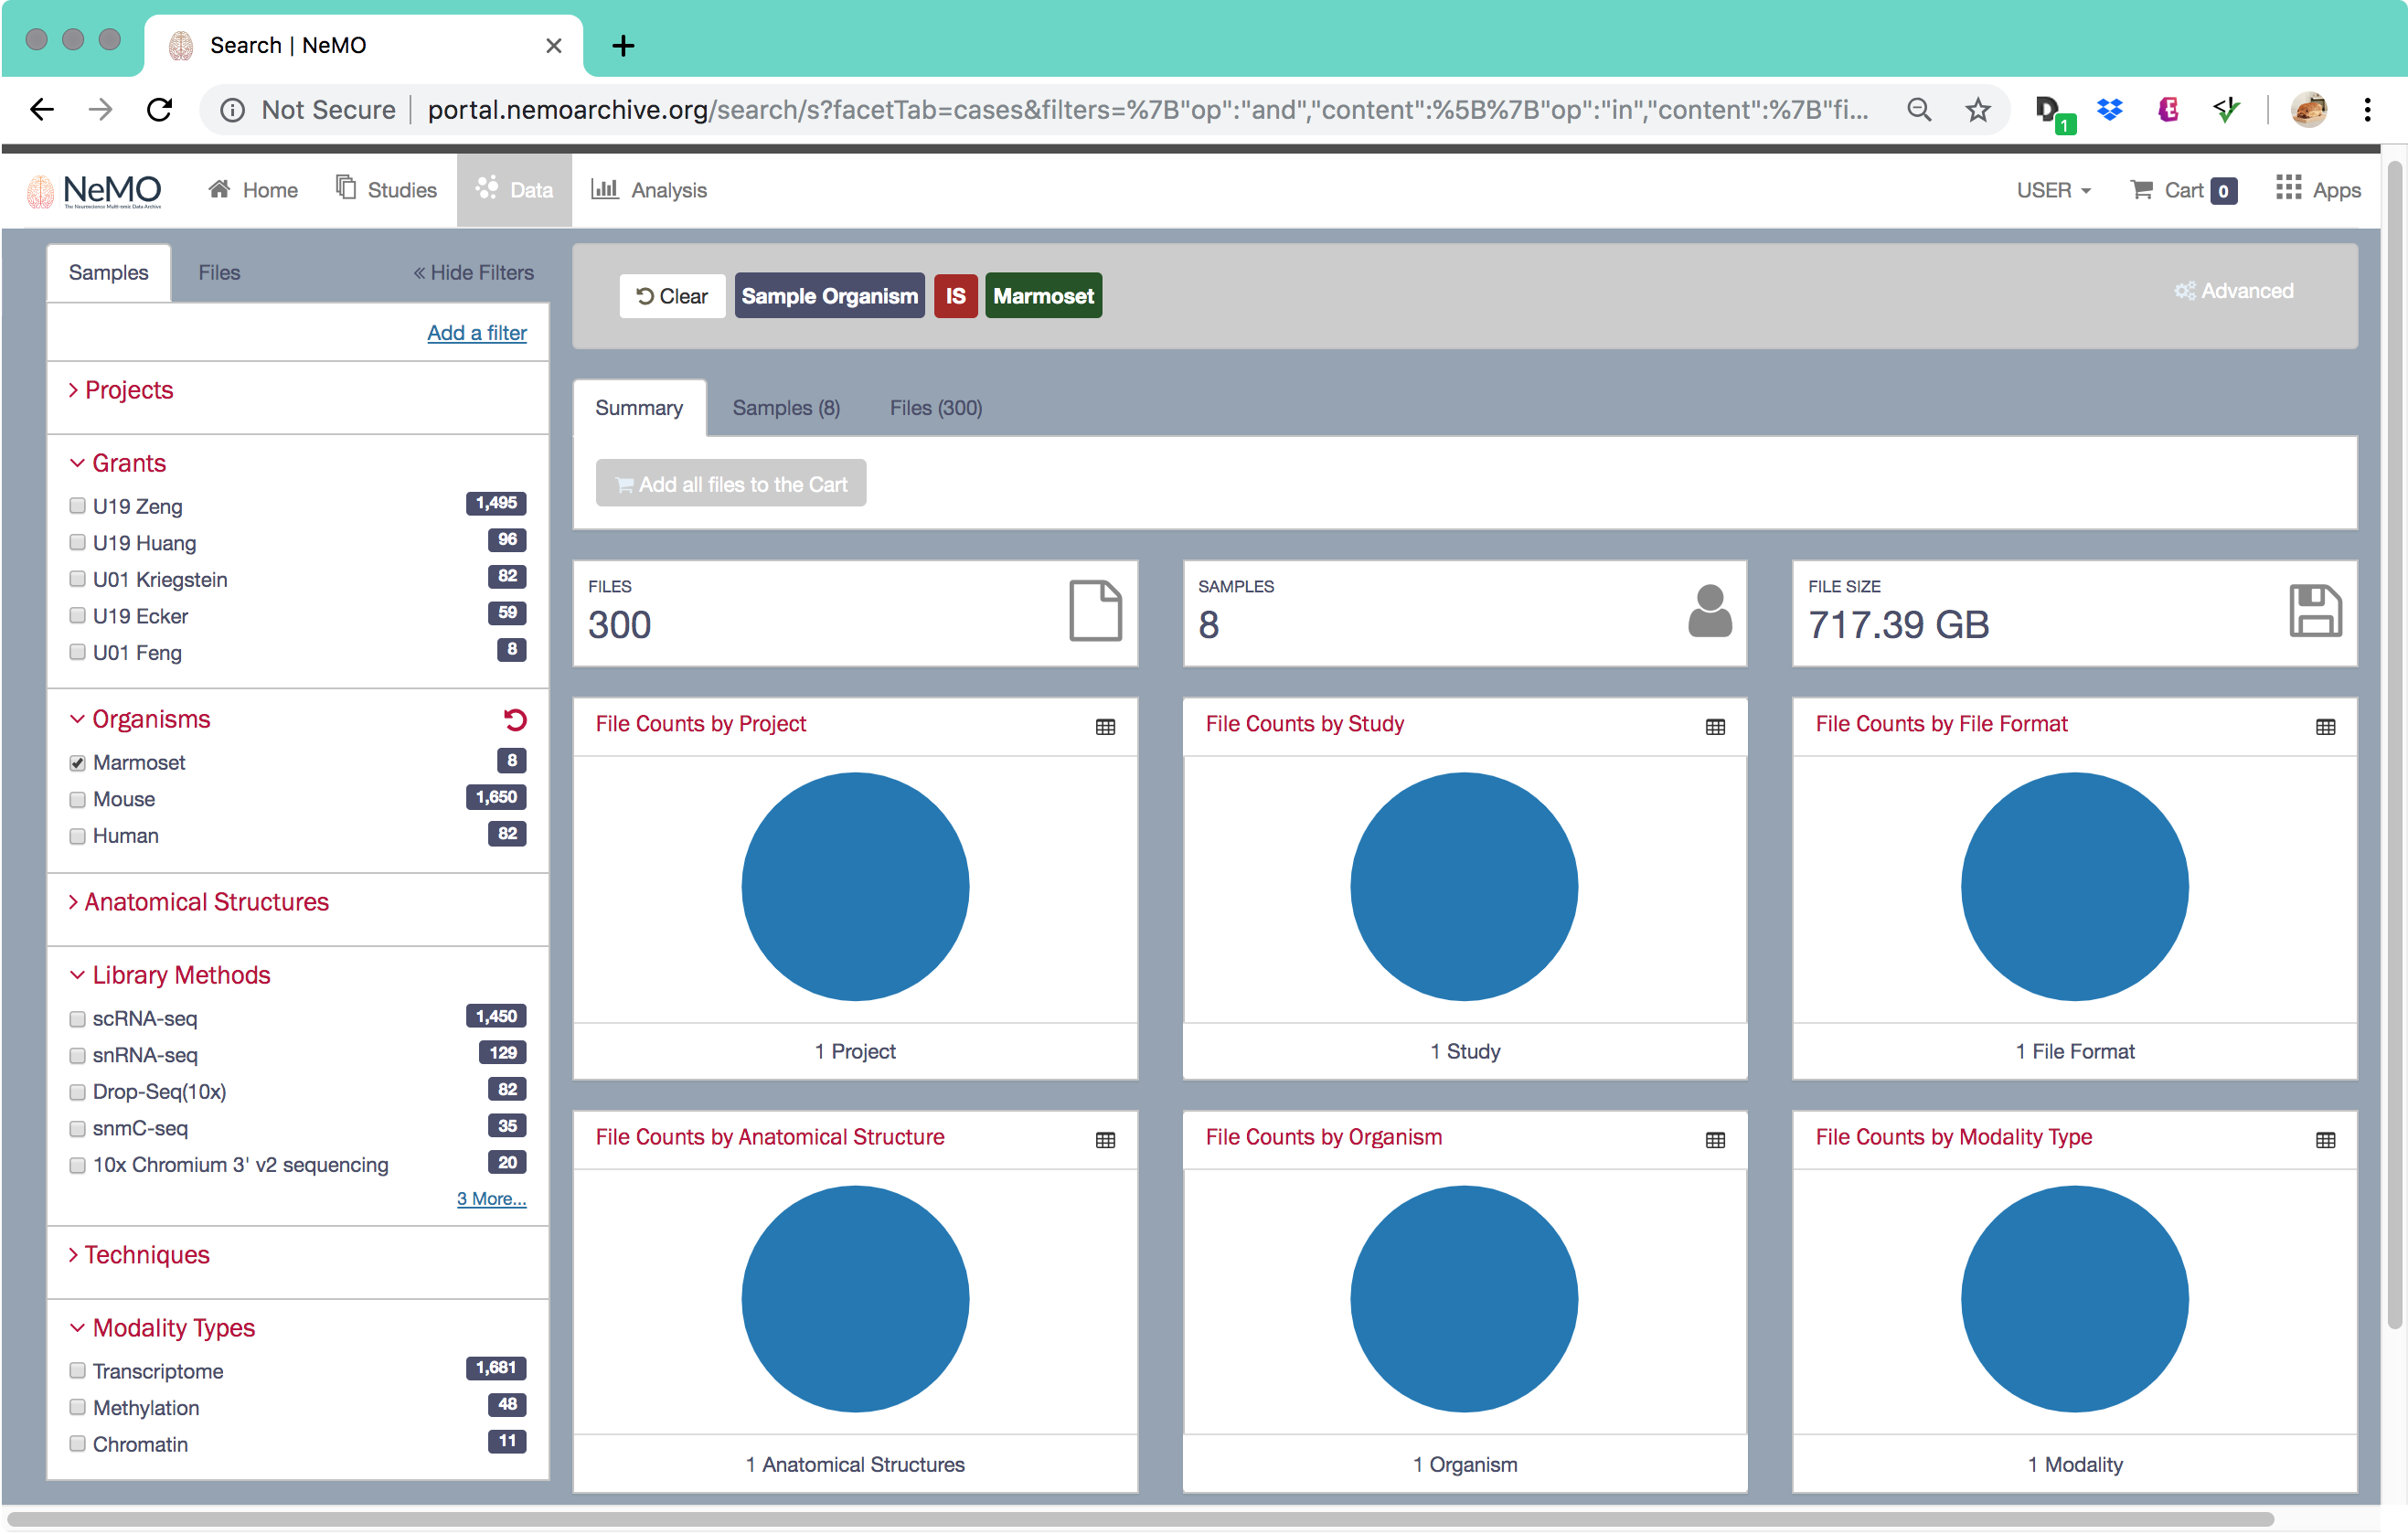 Search | NeMO
Not Secure
portal.nemoarchive.org/search/s?facetTab=cases&filters=%7B"op":"and","content":%5B%7B"op":"in","content":%7B"fi...
1
NeMO
The Neuroscience Multi-omic Data Archive
Home
Studies
Data
Analysis
USER
Cart 0
Apps
Samples
Files
« Hide Filters
Add a filter
Projects
Grants
U19 Zeng 1,495
U19 Huang 96
U01 Kriegstein 82
U19 Ecker 59
U01 Feng 8
Organisms
Marmoset 8
Mouse 1,650
Human 82
Anatomical Structures
Library Methods
scRNA-seq 1,450
snRNA-seq 129
Drop-Seq(10x) 82
snmC-seq 35
10x Chromium 3' v2 sequencing 20
3 More...
Techniques
Modality Types
Transcriptome 1,681
Methylation 48
Chromatin 11
Clear
Sample Organism IS Marmoset
Advanced
Summary
Samples (8)
Files (300)
Add all files to the Cart
FILES
300
SAMPLES
8
FILE SIZE
717.39 GB
File Counts by Project
1 Project
File Counts by Study
1 Study
File Counts by File Format
1 File Format
File Counts by Anatomical Structure
1 Anatomical Structures
File Counts by Organism
1 Organism
File Counts by Modality Type
1 Modality